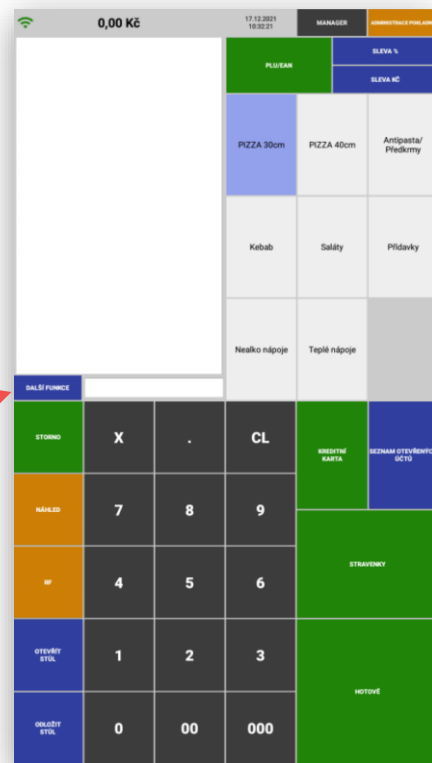 0,00 Kč
17.12.2021
10:32:21
MANAGER
ADMINISTRACE POKLADN
PLU/EAN
SLEVA %
SLEVA KČ
PIZZA 30cm
PIZZA 40cm
Antipasta/
Předkrmy
Kebab
Saláty
Přídavky
Nealko nápoje
Teplé nápoje
DALŠÍ FUNKCE
STORNO
X
.
CL
KREDITNÍ
KARTA
SEZNAM OTEVŘENÝC
ÚČTŮ
NÁHLED
7
8
9
RF
4
5
6
STRAVENKY
OTEVŘÍT
STŮL
1
2
3
ODLOŽIT
STŮL
0
00
000
HOTOVĚ